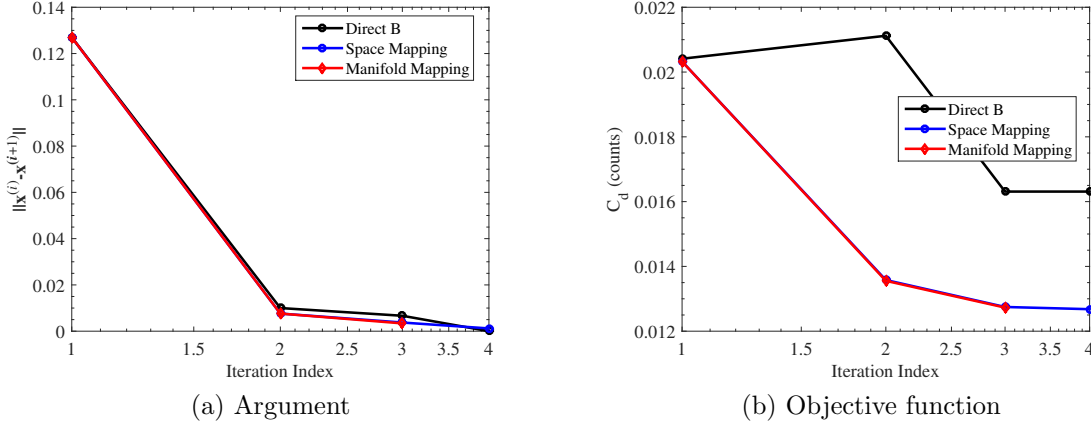 0.14
0.12
0.1
0.08
0.06
0.04
0.02
0
||x^(i)-x^(i+1)||
Direct B
Space Mapping
Manifold Mapping
1
1.5
2
2.5
3
3.5
4
Iteration Index
(a) Argument
0.022
0.02
0.018
0.016
0.014
0.012
C_d (counts)
Direct B
Space Mapping
Manifold Mapping
1
1.5
2
2.5
3
3.5
4
Iteration Index
(b) Objective function